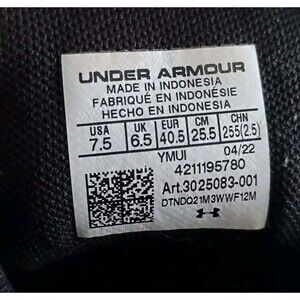 UNDER ARMOUR
MADE IN INDONESIA
FABRIQUÉ EN INDONÉSIE
HECHO EN INDONESIA
USA UK EUR CM CHN
7.5 6.5 40.5 25.5 255(2.5)
YMUI 04/22
4211195780
Art.3025083-001
DTNDQ21M3WWF12M